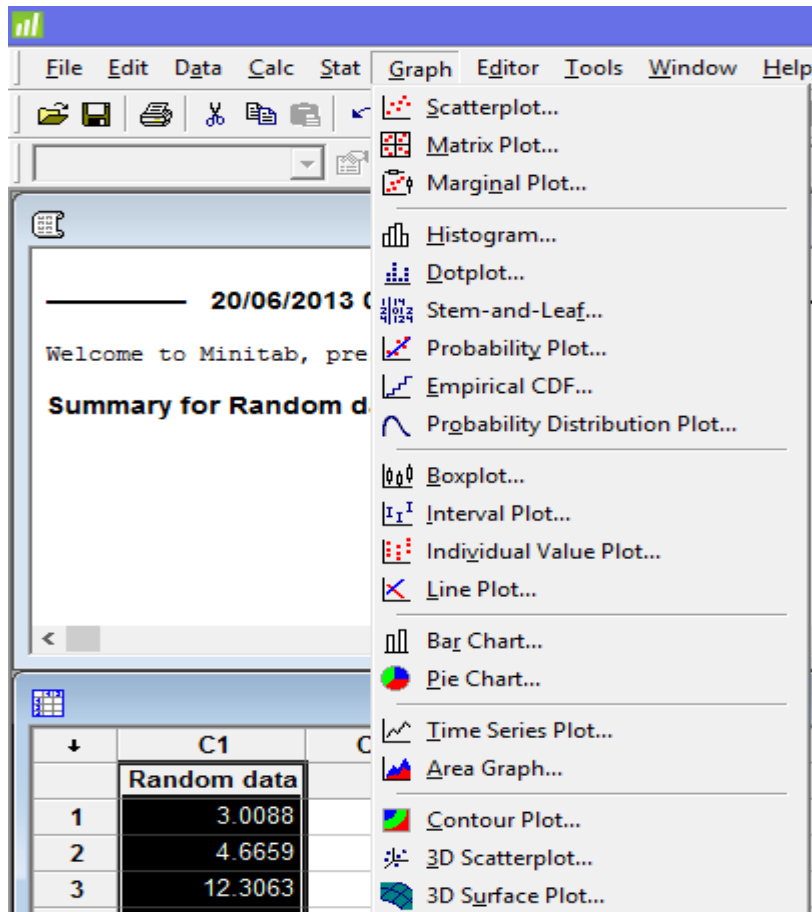 File Edit Data Calc Stat Graph Editor Tools Window Help
Scatterplot...
Matrix Plot...
Marginal Plot...
Histogram...
Dotplot...
Stem-and-Leaf...
Probability Plot...
Empirical CDF...
Probability Distribution Plot...
Boxplot...
Interval Plot...
Individual Value Plot...
Line Plot...
Bar Chart...
Pie Chart...
Time Series Plot...
Area Graph...
Contour Plot...
3D Scatterplot...
3D Surface Plot...
20/06/2013
Welcome to Minitab, pre
Summary for Random d
C1
Random data
1 3.0088
2 4.6659
3 12.3063